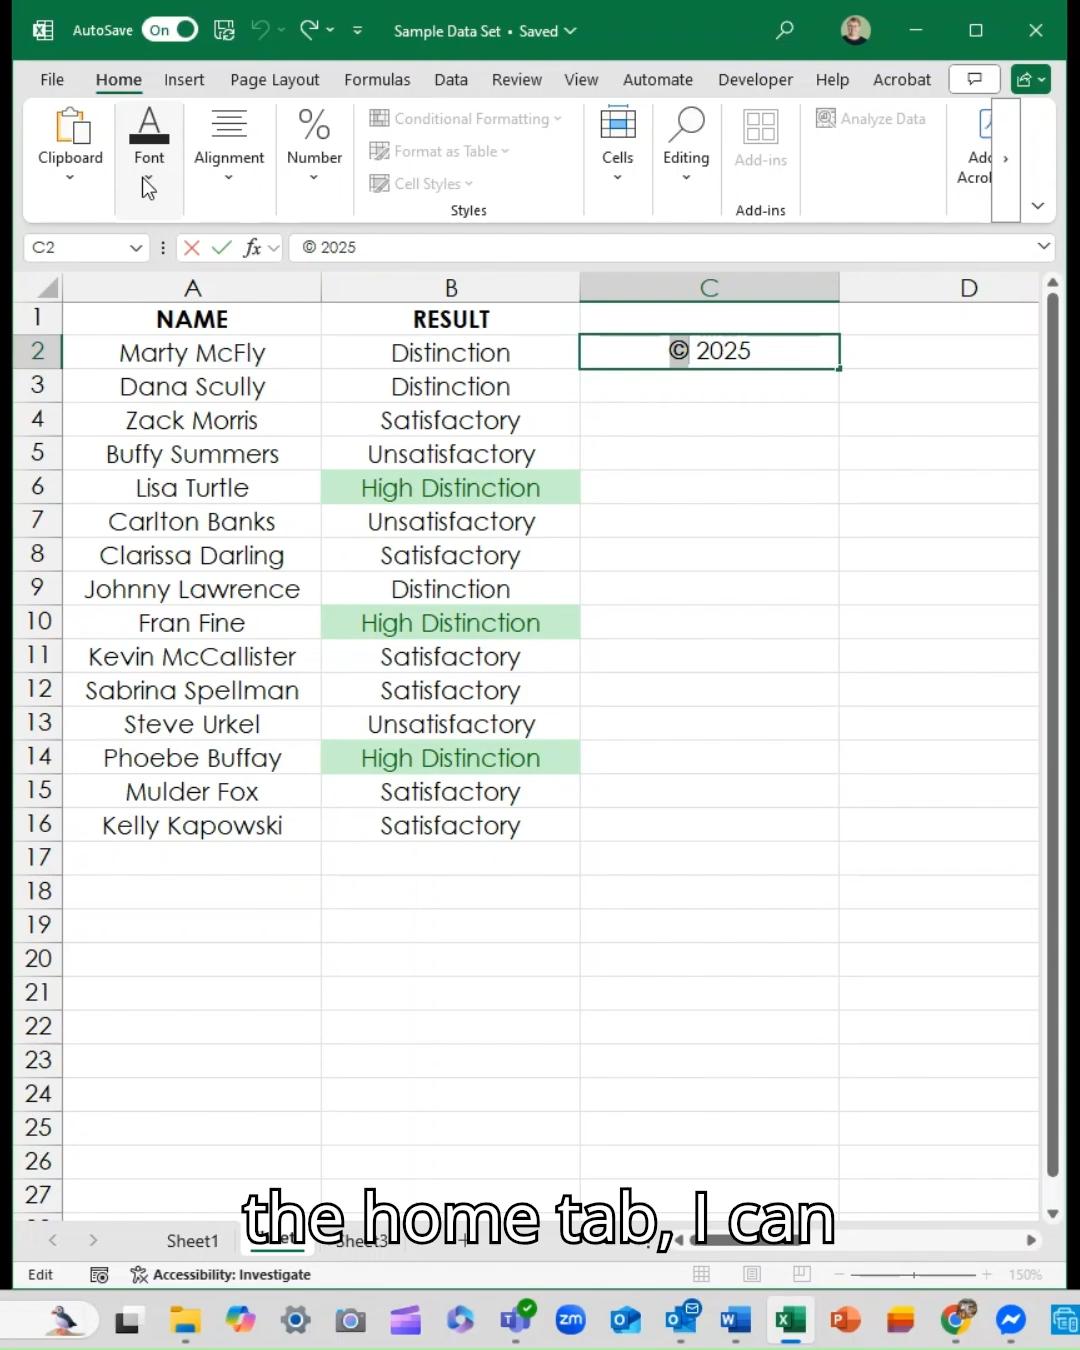 AutoSave On Sample Data Set • Saved
File Home Insert Page Layout Formulas Data Review View Automate Developer Help Acrobat
Clipboard Font Alignment Number Conditional Formatting Format as Table Cell Styles Styles Cells Editing Add-ins Add-ins Analyze Data
C2 fx © 2025
A B C D
1 NAME RESULT
2 Marty McFly Distinction © 2025
3 Dana Scully Distinction
4 Zack Morris Satisfactory
5 Buffy Summers Unsatisfactory
6 Lisa Turtle High Distinction
7 Carlton Banks Unsatisfactory
8 Clarissa Darling Satisfactory
9 Johnny Lawrence Distinction
10 Fran Fine High Distinction
11 Kevin McCallister Satisfactory
12 Sabrina Spellman Satisfactory
13 Steve Urkel Unsatisfactory
14 Phoebe Buffay High Distinction
15 Mulder Fox Satisfactory
16 Kelly Kapowski Satisfactory
17
18
19
20
21
22
23
24
25
26
27
the home tab, I can
Sheet1 Sheet3
Edit Accessibility: Investigate 150%
zm